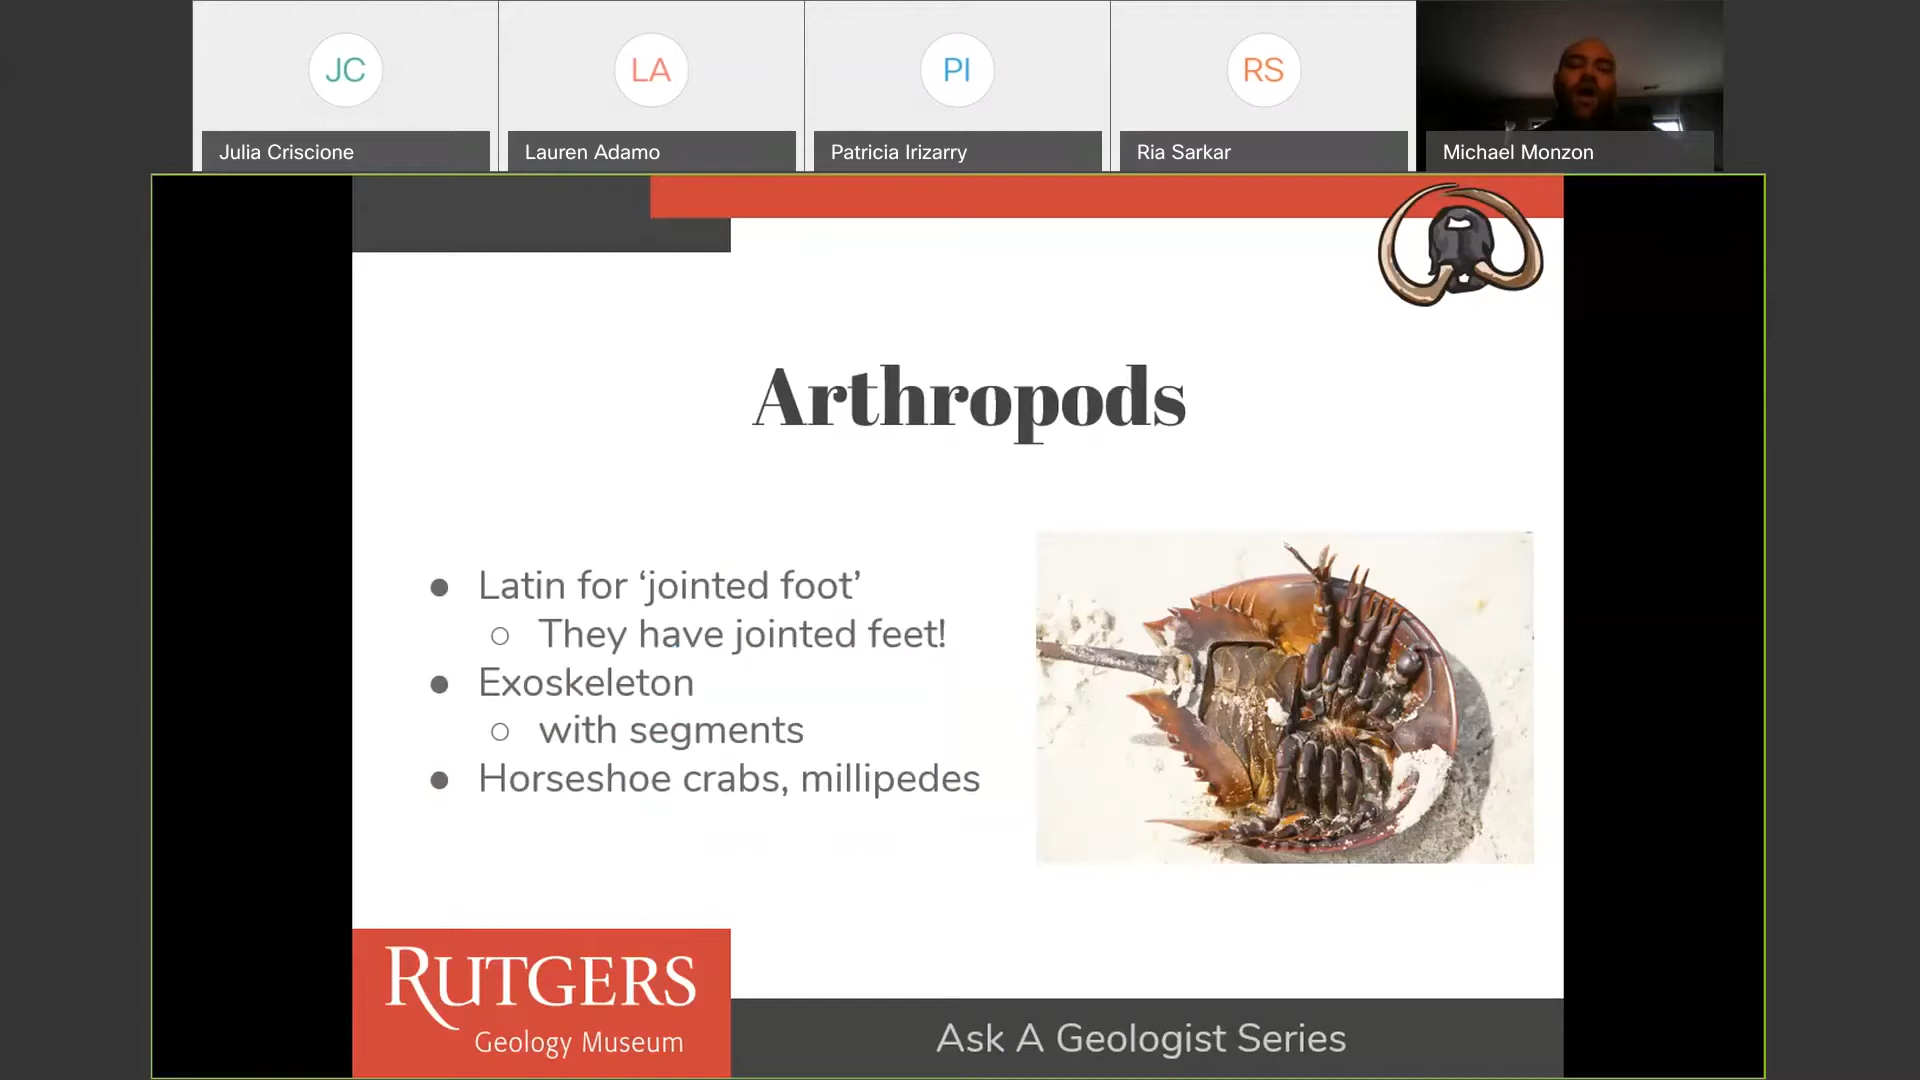 JC
LA
PI
RS
Julia Criscione
Lauren Adamo
Patricia Irizarry
Ria Sarkar
Michael Monzon
Arthropods
● Latin for ‘jointed foot’
○ They have jointed feet!
● Exoskeleton
○ with segments
● Horseshoe crabs, millipedes
RUTGERS
Geology Museum
Ask A Geologist Series